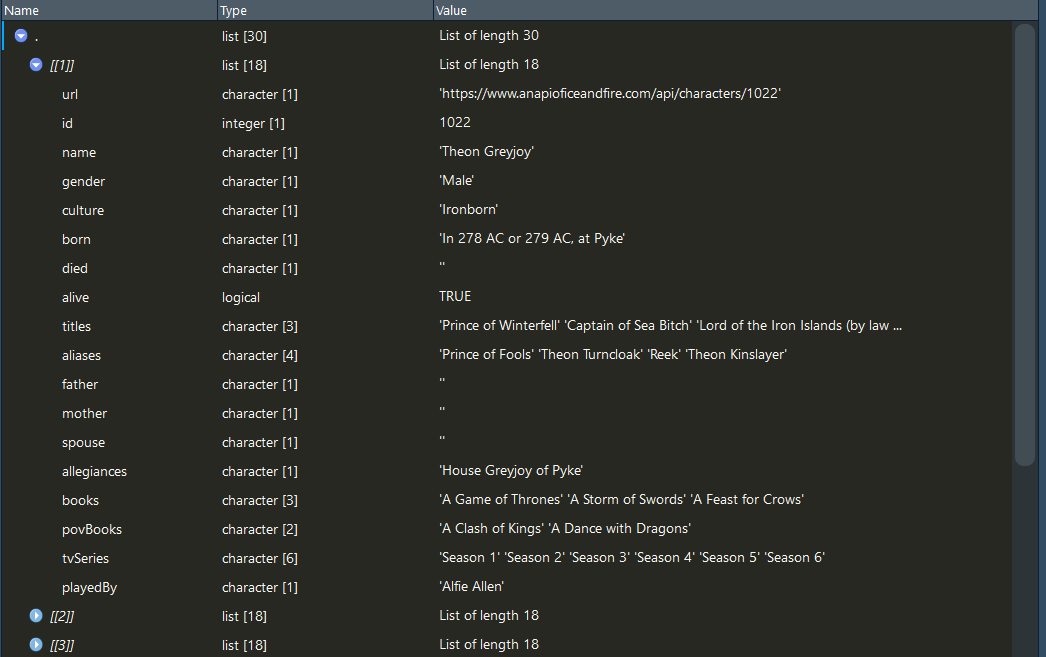 Name Type Value
. list [30] List of length 30
[[1]] list [18] List of length 18
url character [1] 'https://www.anapioficeandfire.com/api/characters/1022'
id integer [1] 1022
name character [1] 'Theon Greyjoy'
gender character [1] 'Male'
culture character [1] 'Ironborn'
born character [1] 'In 278 AC or 279 AC, at Pyke'
died character [1] ''
alive logical TRUE
titles character [3] 'Prince of Winterfell' 'Captain of Sea Bitch' 'Lord of the Iron Islands (by law ...
aliases character [4] 'Prince of Fools' 'Theon Turncloak' 'Reek' 'Theon Kinslayer'
father character [1] ''
mother character [1] ''
spouse character [1] ''
allegiances character [1] 'House Greyjoy of Pyke'
books character [3] 'A Game of Thrones' 'A Storm of Swords' 'A Feast for Crows'
povBooks character [2] 'A Clash of Kings' 'A Dance with Dragons'
tvSeries character [6] 'Season 1' 'Season 2' 'Season 3' 'Season 4' 'Season 5' 'Season 6'
playedBy character [1] 'Alfie Allen'
[[2]] list [18] List of length 18
[[3]] list [18] List of length 18